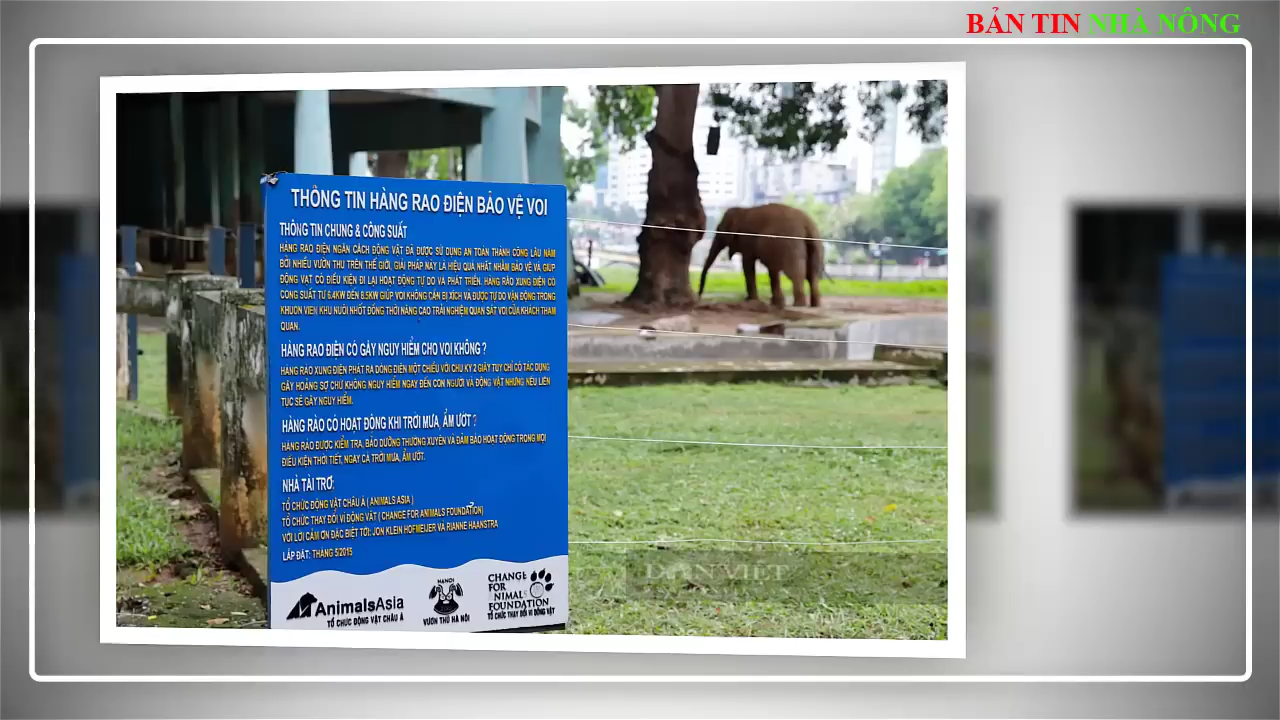 BẢN TIN NHÀ NÔNG
THÔNG TIN HÀNG RAO ĐIỆN BẢO VỆ VOI
THÔNG TIN CHUNG & CÔNG SUẤT
HÀNG RAO ĐIỆN NGĂN CÁCH ĐỘNG VẬT ĐÃ ĐƯỢC SỬ DỤNG AN TOÀN THÀNH CÔNG LÂU NĂM
BỞI NHIỀU VƯỜN THÚ TRÊN THẾ GIỚI, GIẢI PHÁP NÀY LÀ HIỆU QUẢ NHẤT NHẰM BẢO VỆ VÀ GIÚP
ĐỘNG VẬT CÓ ĐIỀU KIỆN ĐI LẠI HOẠT ĐỘNG TỰ DO VÀ PHÁT TRIỂN. HÀNG RÀO XUNG ĐIỆN CÓ
CÔNG SUẤT TỪ 6.4KW ĐẾN 8.5KW GIÚP VOI KHÔNG CẦN BỊ XÍCH VÀ ĐƯỢC TỰ DO VẬN ĐỘNG TRONG
KHUÔN VIÊN KHU NUÔI NHỐT ĐỒNG THỜI NÂNG CAO TRẢI NGHIỆM QUAN SÁT VOI CỦA KHÁCH THAM
QUAN.
HÀNG RAO ĐIỆN CÓ GÂY NGUY HIỂM CHO VOI KHÔNG ?
HÀNG RAO XUNG ĐIỆN PHÁT RA DÒNG ĐIỆN MỘT CHIỀU VỚI CHU KỲ 2 GIÂY TUY CHỈ CÓ TÁC DỤNG
GÂY HOẢNG SỢ CHỨ KHÔNG NGUY HIỂM NGAY ĐẾN CON NGƯỜI VÀ ĐỘNG VẬT NHƯNG NẾU LIÊN
TỤC SẼ GÂY NGUY HIỂM.
HÀNG RÀO CÓ HOẠT ĐỘNG KHI TRỜI MƯA, ẨM ƯỚT ?
HÀNG RÀO ĐƯỢC KIỂM TRA, BẢO DƯỠNG THƯỜNG XUYÊN VÀ ĐẢM BẢO HOẠT ĐỘNG TRONG MỌI
ĐIỀU KIỆN THỜI TIẾT, NGAY CẢ TRỜI MƯA, ẨM ƯỚT.
NHÀ TÀI TRỢ:
TỔ CHỨC ĐỘNG VẬT CHÂU Á ( ANIMALS ASIA )
TỔ CHỨC THAY ĐỔI VÌ ĐỘNG VẬT ( CHANGE FOR ANIMALS FOUNDATION)
VỚI LỜI CẢM ƠN ĐẶC BIỆT TỚI: JON KLEIN HOFMEIJER VÀ RIANNE HAANSTRA
LẮP ĐẶT: THÁNG 5/2015
AnimalsAsia
TỔ CHỨC ĐỘNG VẬT CHÂU Á
HANOI
VƯỜN THÚ HÀ NỘI
CHANGE
FOR
NIMAL
FOUNDATION
TỔ CHỨC THAY ĐỔI VÌ ĐỘNG VẬT
DÂN VIỆT